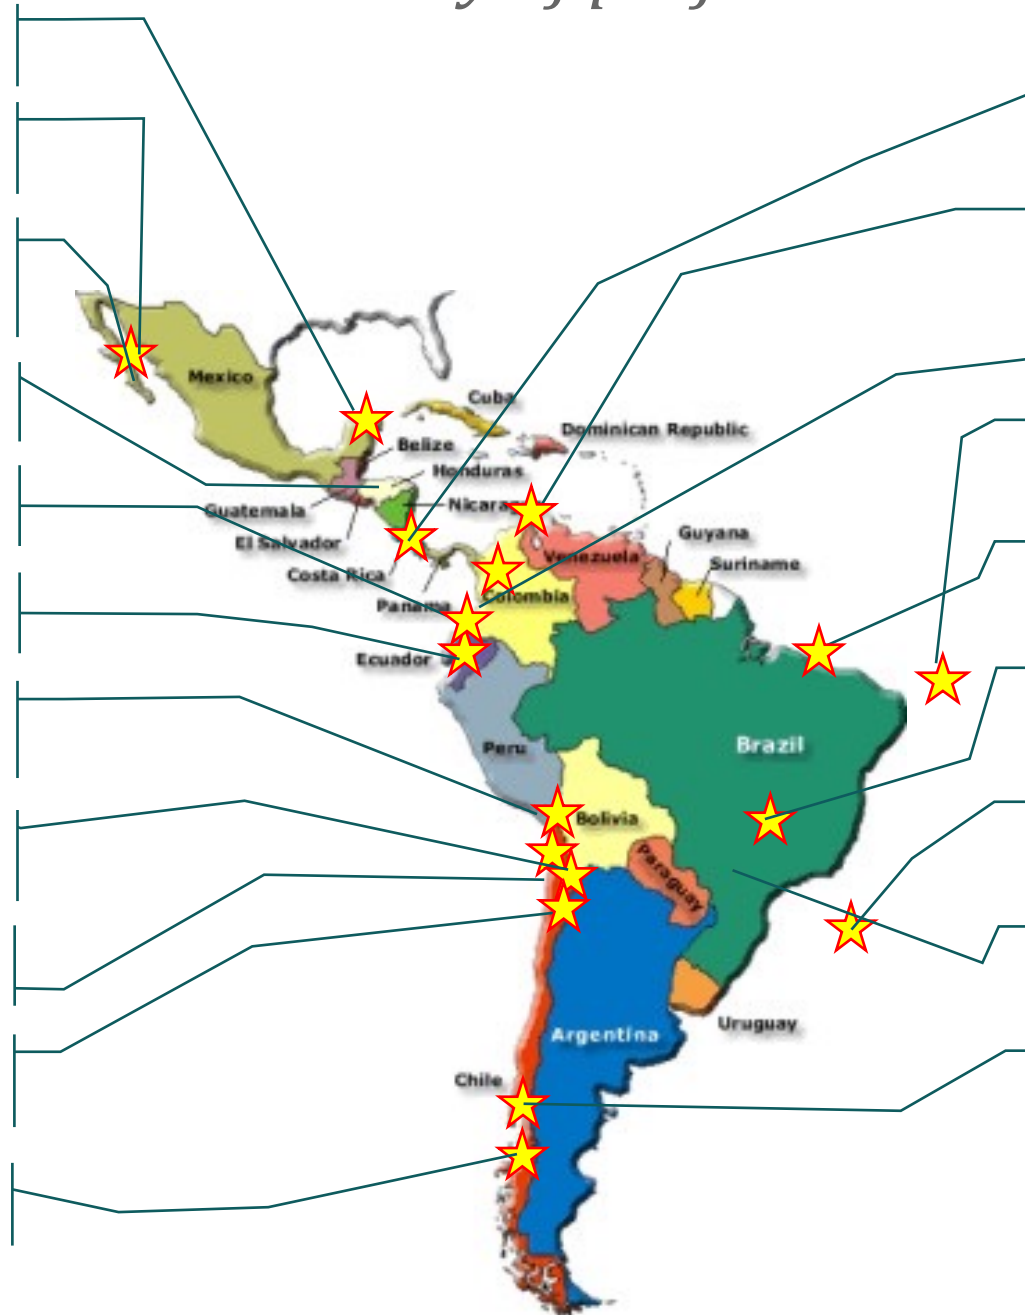 Mexico
Cuba
Dominican Republic
Belize
Honduras
Guatemala
El Salvador
Costa Rica
Panama
Venezuela
Guyana
Suriname
Colombia
Ecuador
Peru
Brazil
Bolivia
Paraguay
Uruguay
Argentina
Chile